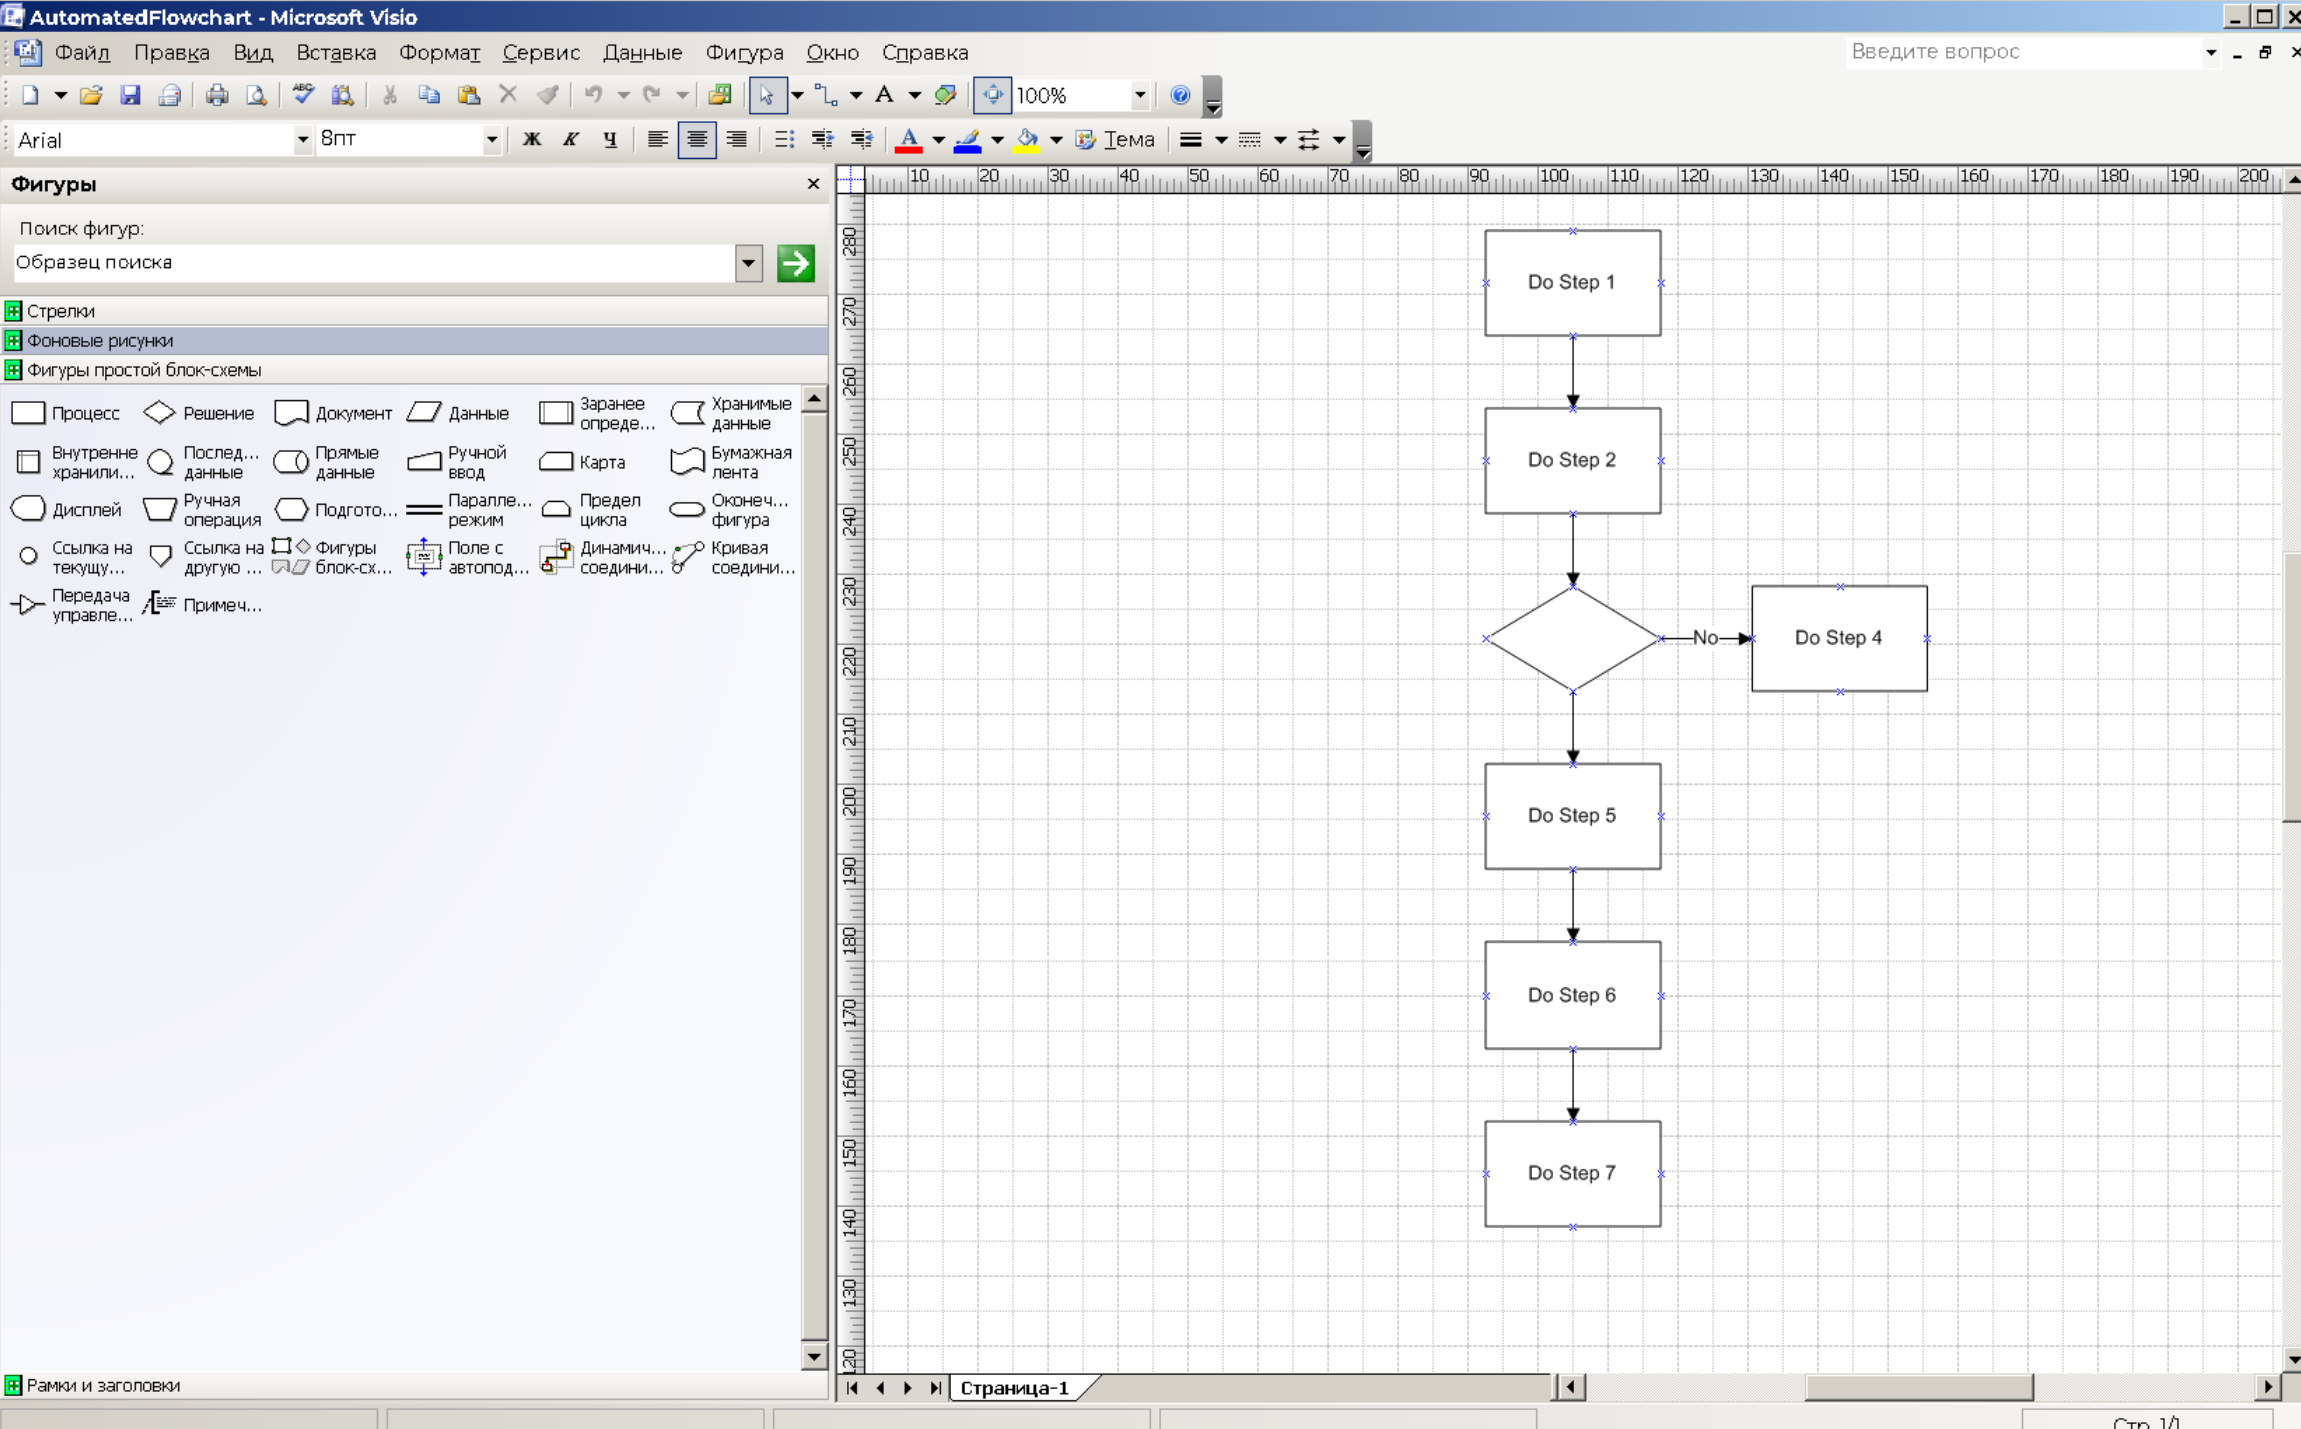 AutomatedFlowchart - Microsoft Visio
Файл Правка Вид Вставка Формат Сервис Данные Фигура Окно Справка
Введите вопрос
100%
Arial
8пт
Ж К Ч
Тема
Фигуры
Поиск фигур:
Образец поиска
Стрелки
Фоновые рисунки
Фигуры простой блок-схемы
Процесс
Решение
Документ
Данные
Заранее опреде...
Хранимые данные
Внутренне хранили...
Послед... данные
Прямые данные
Ручной ввод
Карта
Бумажная лента
Дисплей
Ручная операция
Подгото...
Паралле... режим
Предел цикла
Оконеч... фигура
Ссылка на текущу...
Ссылка на другую ...
Фигуры блок-сх...
Поле с автопод...
Динамич... соедини...
Кривая соедини...
Передача управле...
Примеч...
Рамки и заголовки
10 20 30 40 50 60 70 80 90 100 110 120 130 140 150 160 170 180 190 200
280
270
260
250
240
230
220
210
200
190
180
170
160
150
140
130
120
Do Step 1
Do Step 2
No
Do Step 4
Do Step 5
Do Step 6
Do Step 7
Страница-1
Стр. 1/1